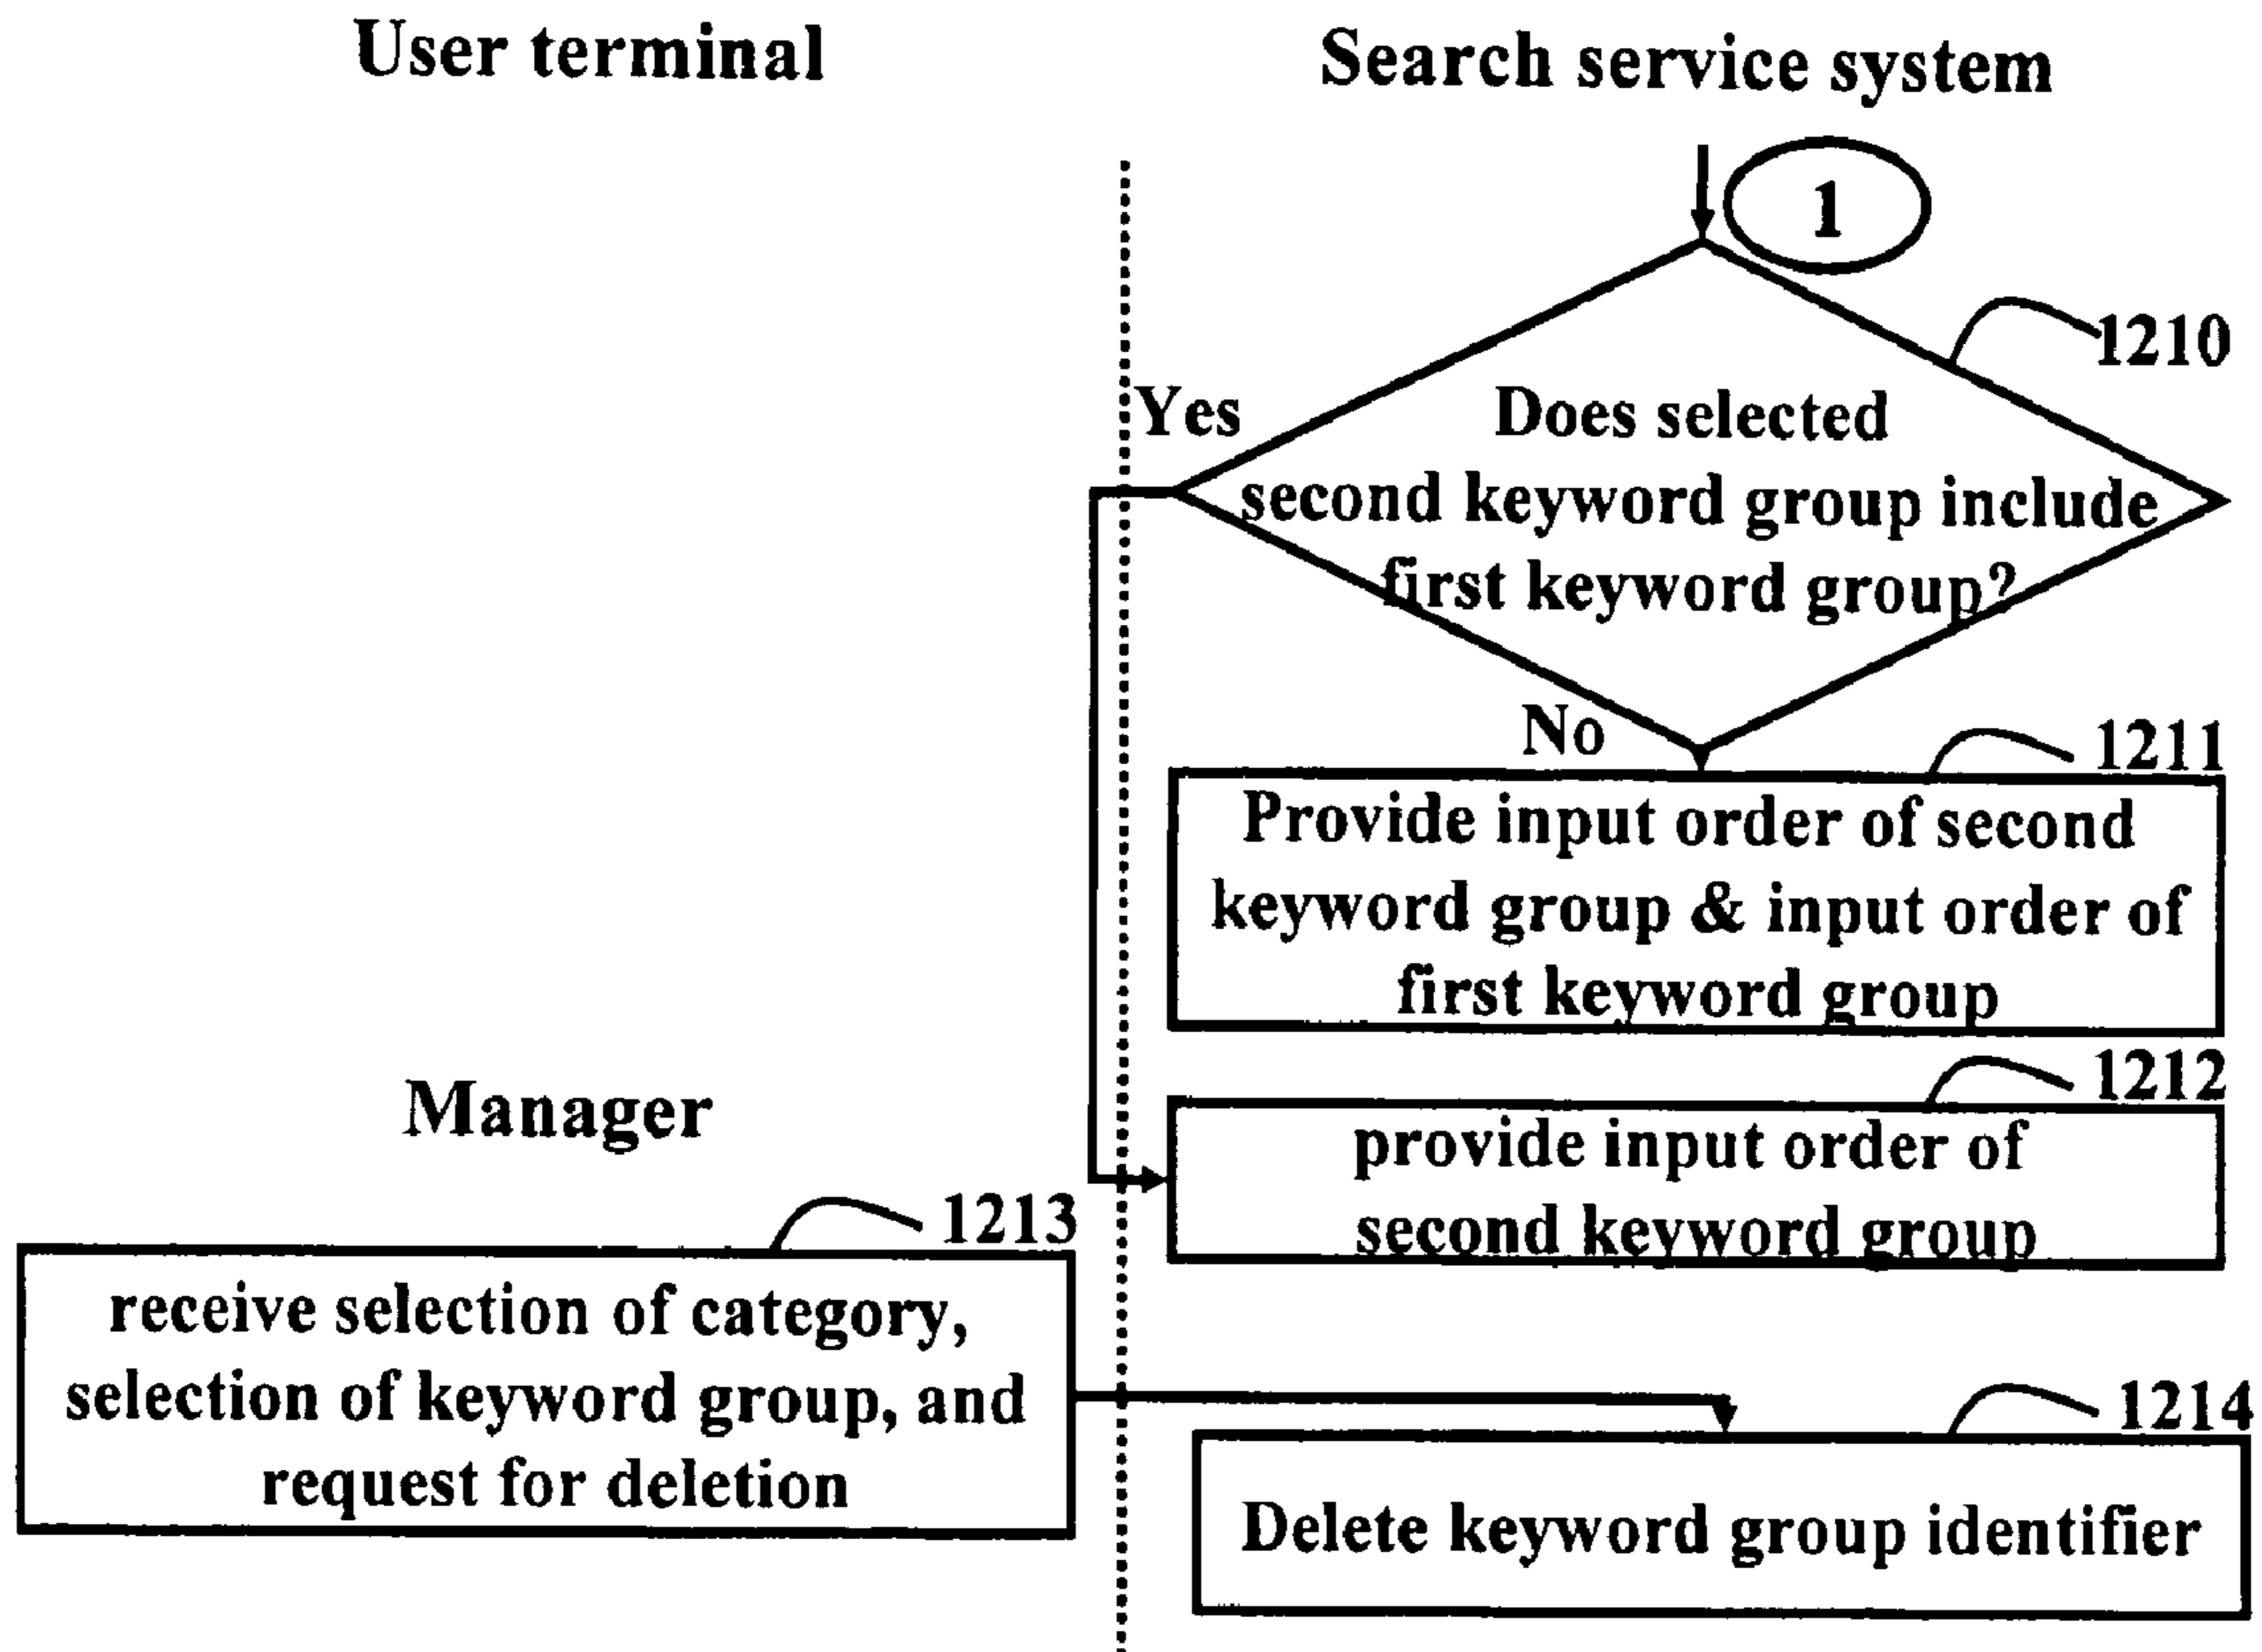 User terminal
Search service system
1
1210
Yes
Does selected
second keyword group include
first keyword group?
No
1211
Provide input order of second
keyword group & input order of
first keyword group
1212
provide input order of
second keyword group
Manager
1213
receive selection of category,
selection of keyword group, and
request for deletion
1214
Delete keyword group identifier